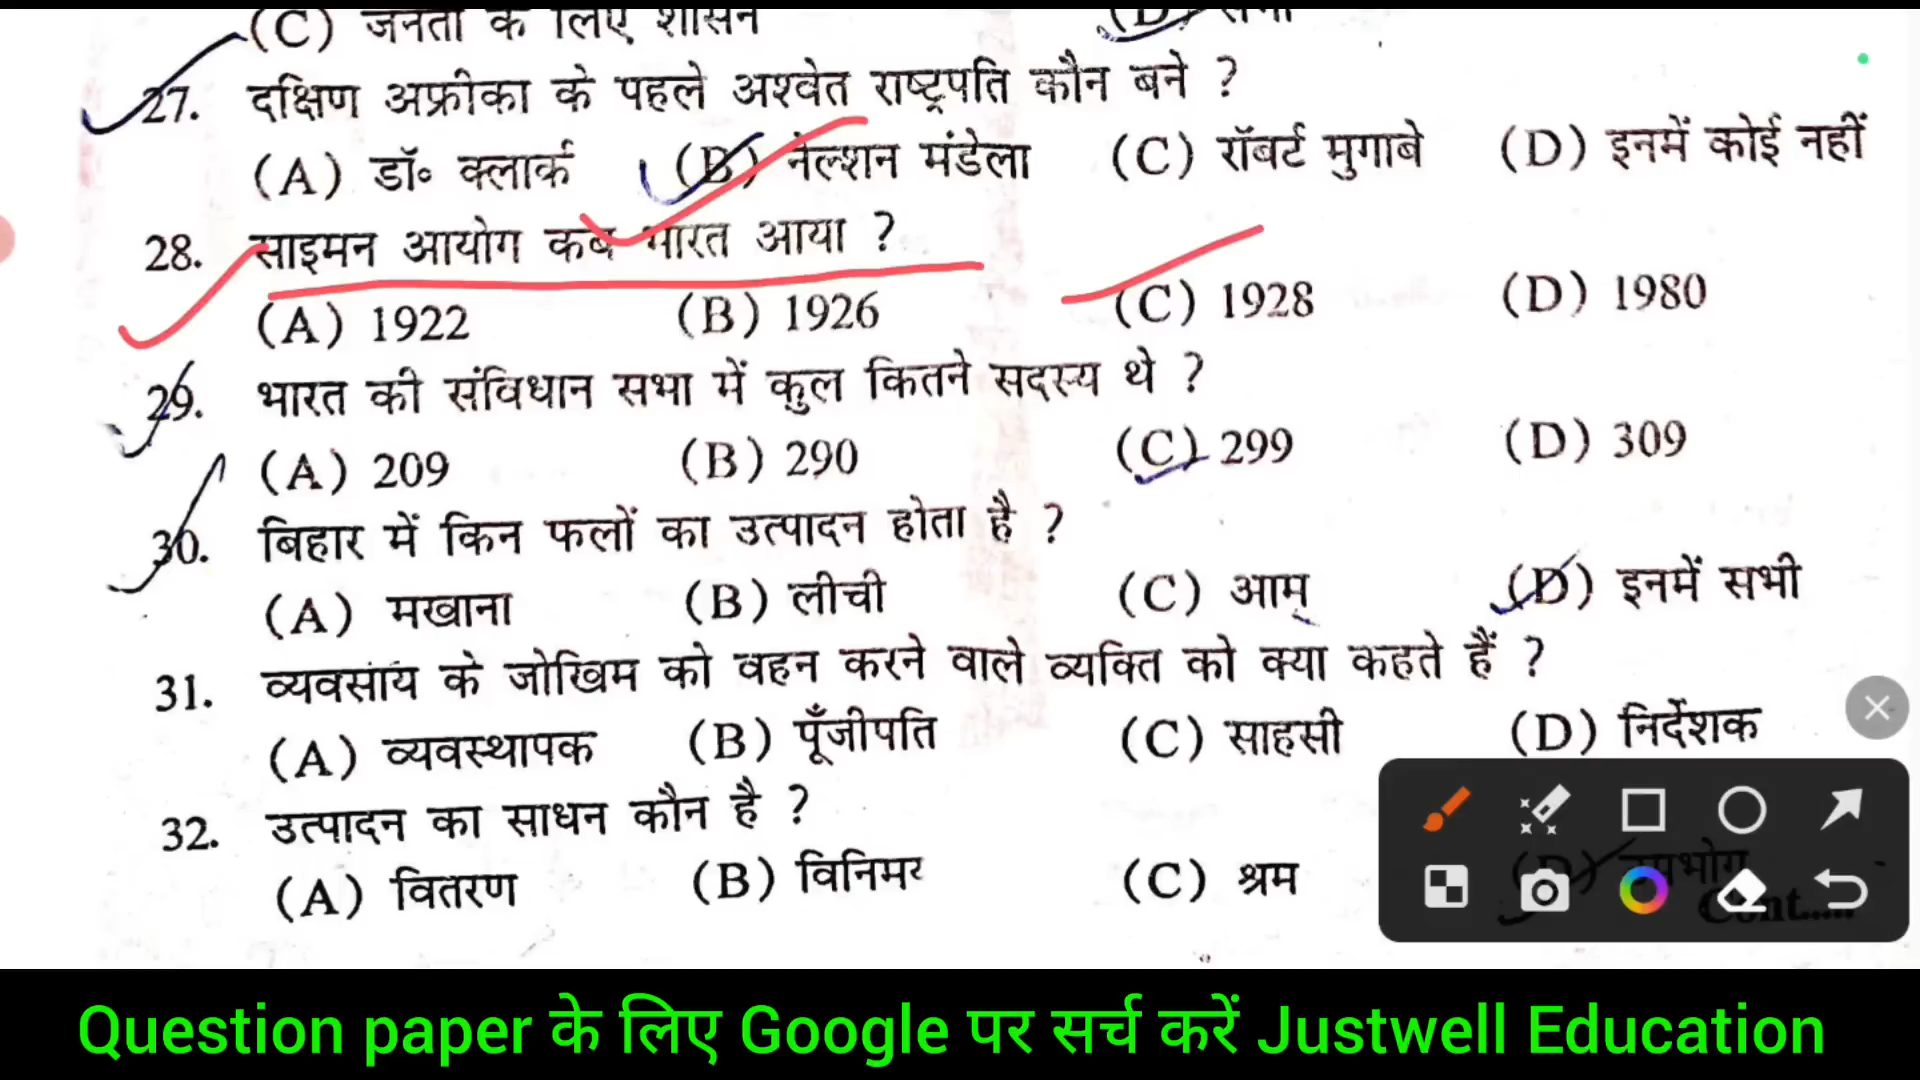 (C) जनता के लिए शासन
27. दक्षिण अफ्रीका के पहले अश्वेत राष्ट्रपति कौन बने ?
(A) डॉ॰ क्लार्क (B) नेल्शन मंडेला (C) रॉबर्ट मुगाबे (D) इनमें कोई नहीं
28. साइमन आयोग कब भारत आया ?
(A) 1922 (B) 1926 (C) 1928 (D) 1980
29. भारत की संविधान सभा में कुल कितने सदस्य थे ?
(A) 209 (B) 290 (C) 299 (D) 309
30. बिहार में किन फलों का उत्पादन होता है ?
(A) मखाना (B) लीची (C) आम (D) इनमें सभी
31. व्यवसाय के जोखिम को वहन करने वाले व्यक्ति को क्या कहते हैं ?
(A) व्यवस्थापक (B) पूँजीपति (C) साहसी (D) निर्देशक
32. उत्पादन का साधन कौन है ?
(A) वितरण (B) विनिमय (C) श्रम (D) उपभोग
Cont.....
Question paper के लिए Google पर सर्च करें Justwell Education